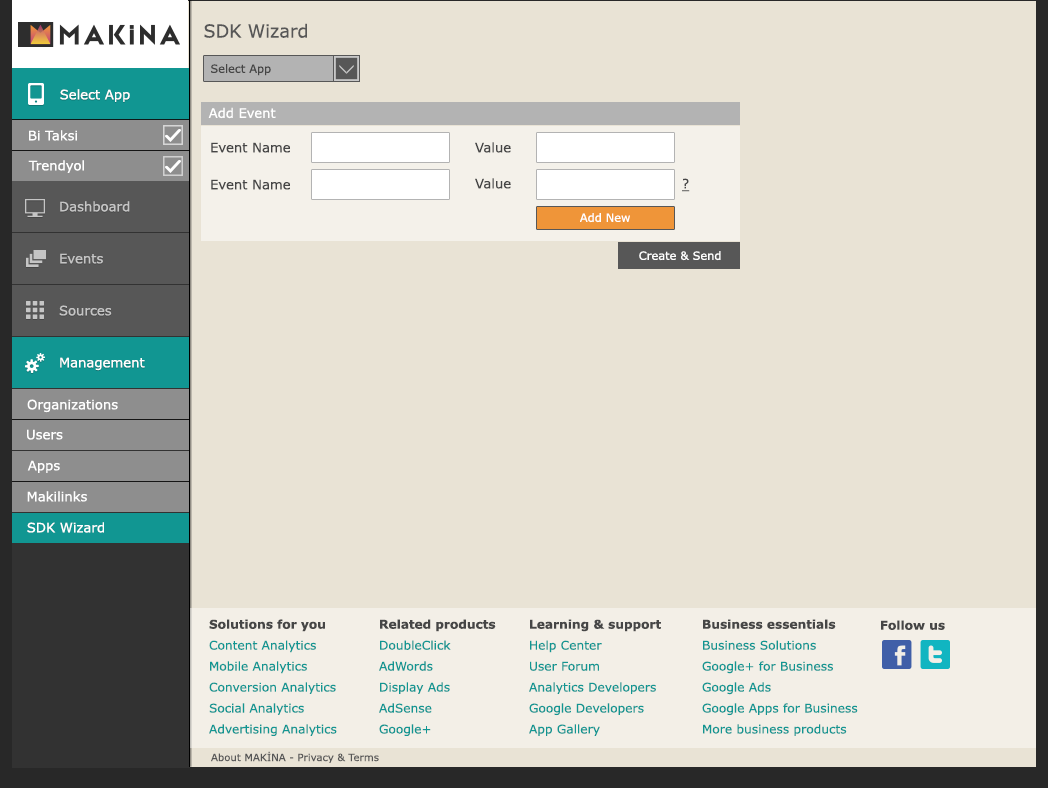 MAKiNA
Select App
Bi Taksi
Trendyol
Dashboard
Events
Sources
Management
Organizations
Users
Apps
Makilinks
SDK Wizard
SDK Wizard
Select App
Add Event
Event Name Value
Event Name Value ?
Add New
Create & Send
Solutions for you
Content Analytics
Mobile Analytics
Conversion Analytics
Social Analytics
Advertising Analytics
Related products
DoubleClick
AdWords
Display Ads
AdSense
Google+
Learning & support
Help Center
User Forum
Analytics Developers
Google Developers
App Gallery
Business essentials
Business Solutions
Google+ for Business
Google Ads
Google Apps for Business
More business products
Follow us
About MAKİNA - Privacy & Terms